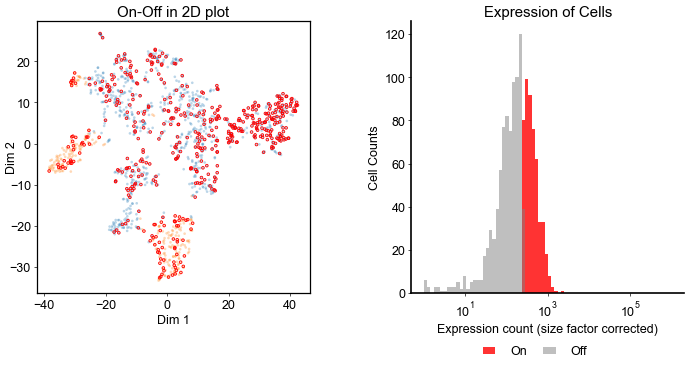 On-Off in 2D plot
20
10
0
−10
−20
−30
Dim 2
−40
−20
0
20
40
Dim 1
Expression of Cells
120
100
80
60
40
20
0
Cell Counts
10^1
10^3
10^5
Expression count (size factor corrected)
On
Off